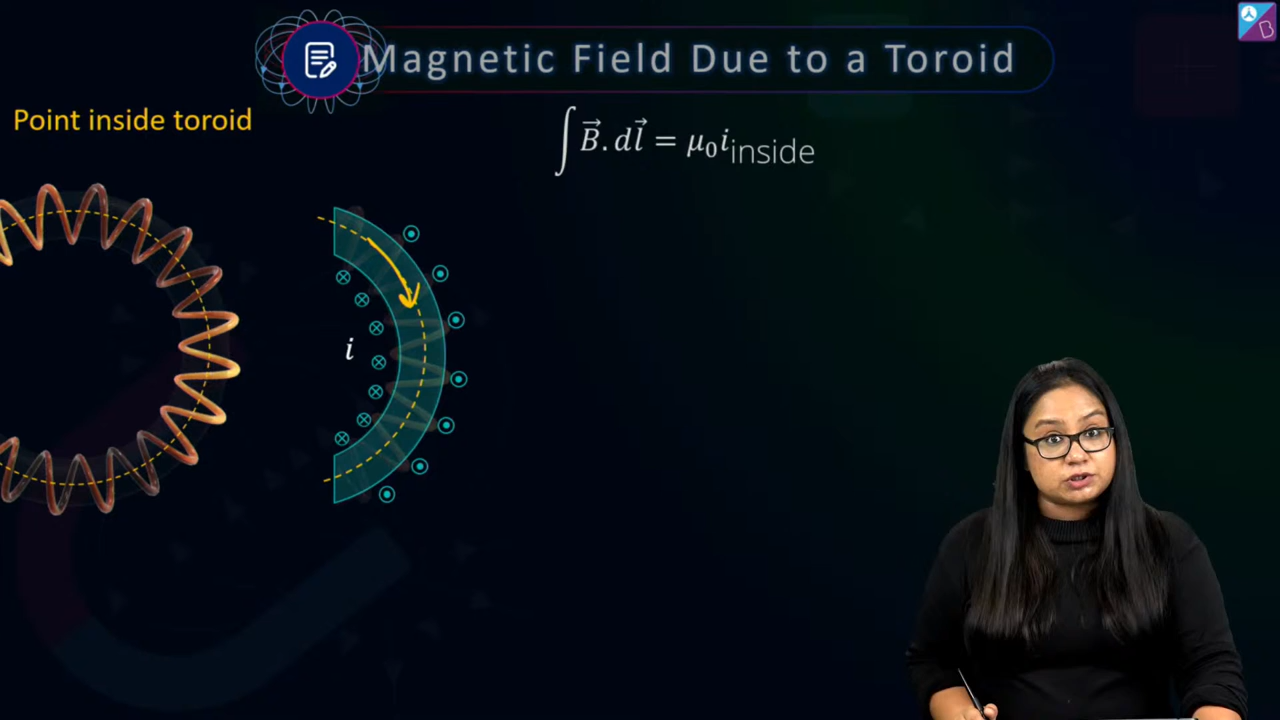 Magnetic Field Due to a Toroid
Point inside toroid
∫ B⃗ . dl⃗ = μ₀i_inside
i
B